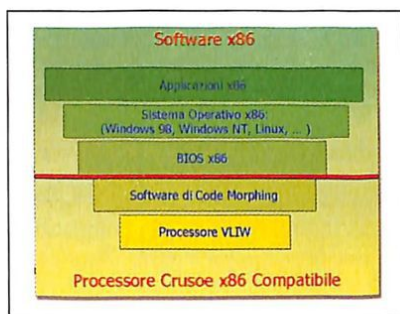 Software x86
Applicazioni x86
Sistema Operativo x86:
(Windows 98, Windows NT, Linux, ... )
BIOS x86
Software di Code Morphing
Processore VLIW
Processore Crusoe x86 Compatibile